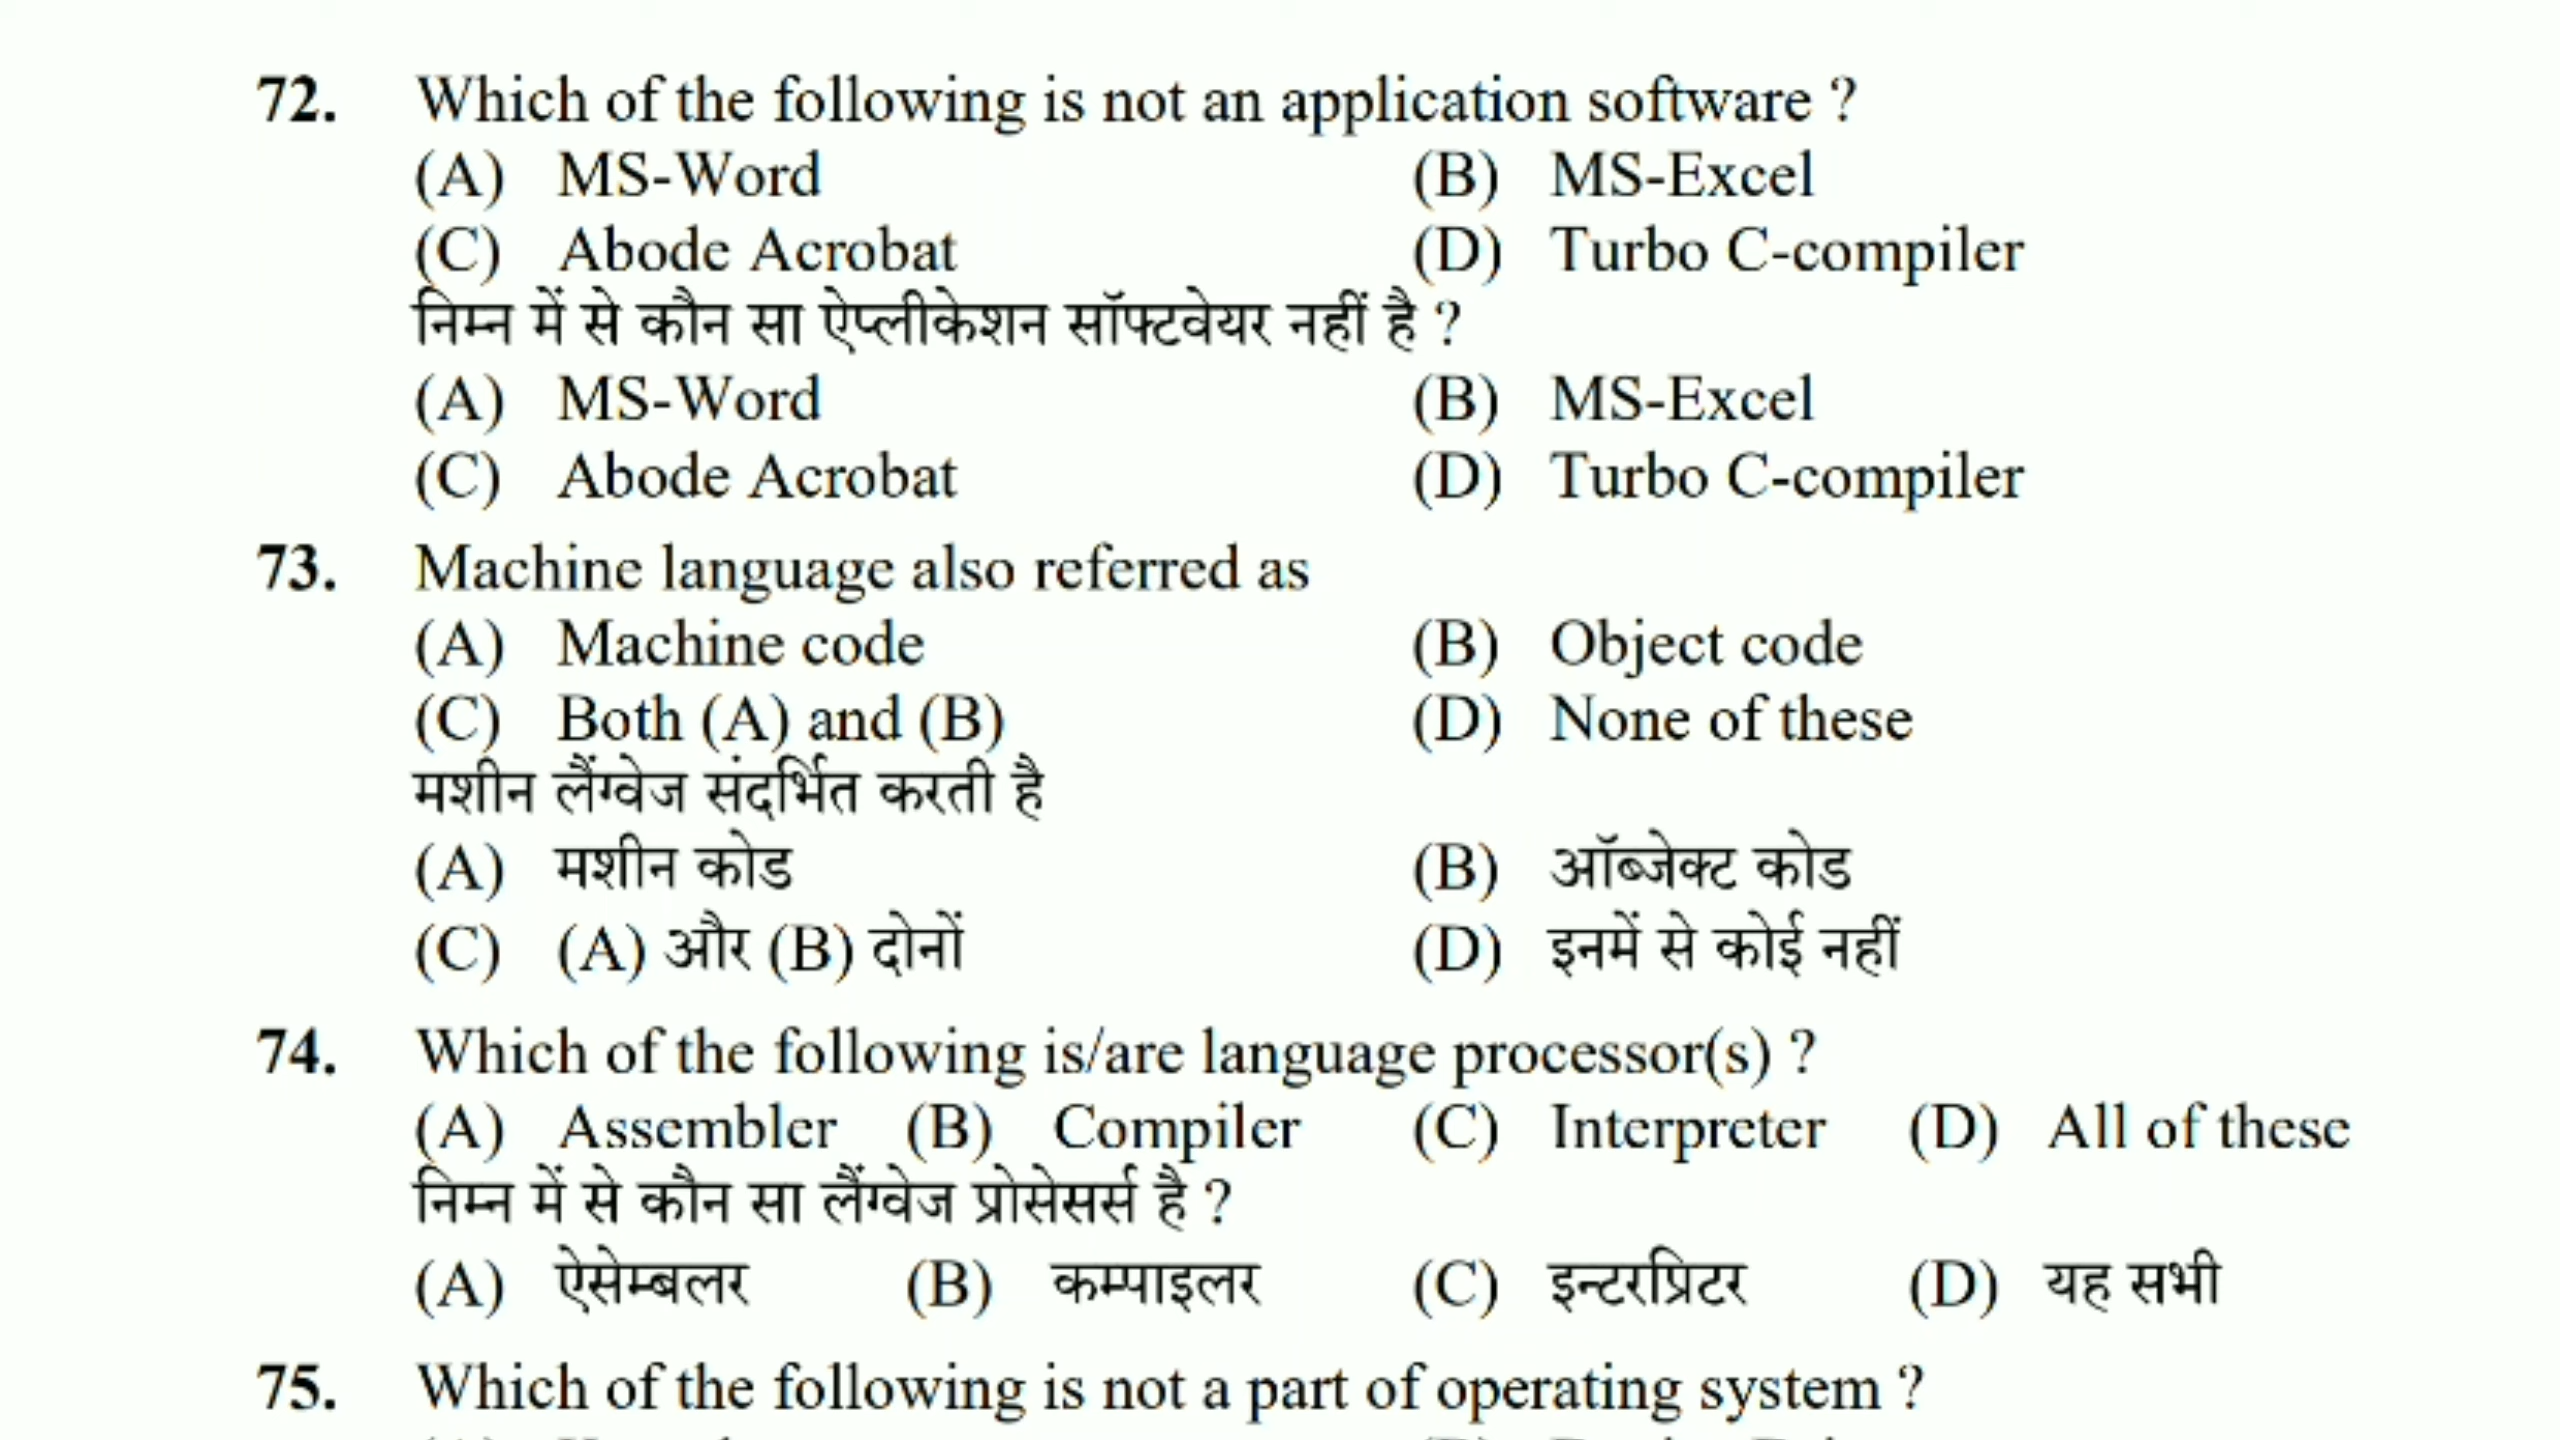 72. Which of the following is not an application software ?
(A) MS-Word (B) MS-Excel
(C) Abode Acrobat (D) Turbo C-compiler
निम्न में से कौन सा ऐप्लीकेशन सॉफ्टवेयर नहीं है ?
(A) MS-Word (B) MS-Excel
(C) Abode Acrobat (D) Turbo C-compiler
73. Machine language also referred as
(A) Machine code (B) Object code
(C) Both (A) and (B) (D) None of these
मशीन लैंग्वेज संदर्भित करती है
(A) मशीन कोड (B) ऑब्जेक्ट कोड
(C) (A) और (B) दोनों (D) इनमें से कोई नहीं
74. Which of the following is/are language processor(s) ?
(A) Assembler (B) Compiler (C) Interpreter (D) All of these
निम्न में से कौन सा लैंग्वेज प्रोसेसर्स है ?
(A) ऐसेम्बलर (B) कम्पाइलर (C) इन्टरप्रिटर (D) यह सभी
75. Which of the following is not a part of operating system ?